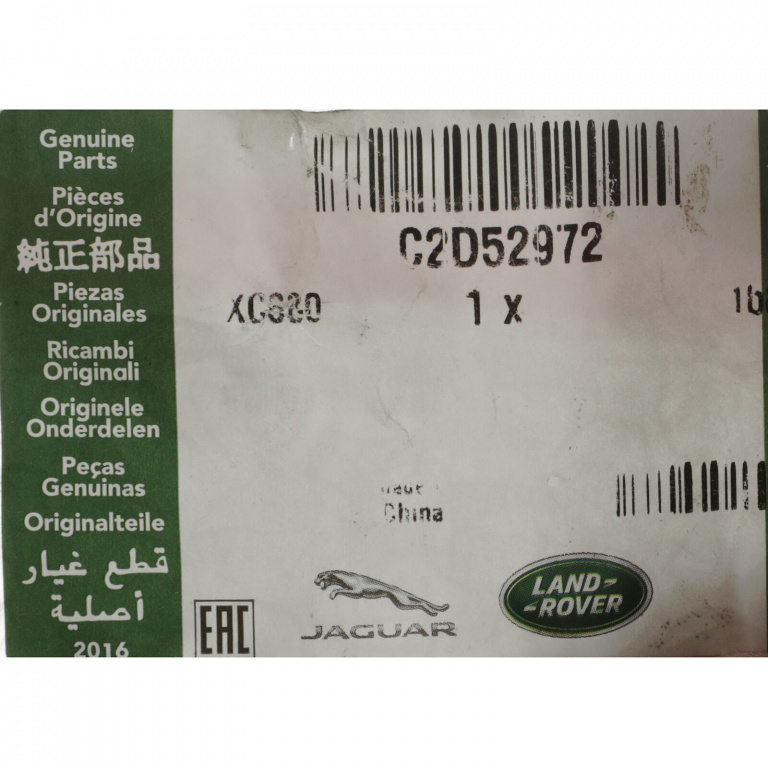 Genuine
Parts
Pièces
d'Origine
純正部品
Piezas
Originales
Ricambi
Originali
Originele
Onderdelen
Peças
Genuinas
Originalteile
قطع غيار
أصلية
2016
C2D52972
1 x
China
EAC
JAGUAR
LAND-
-ROVER